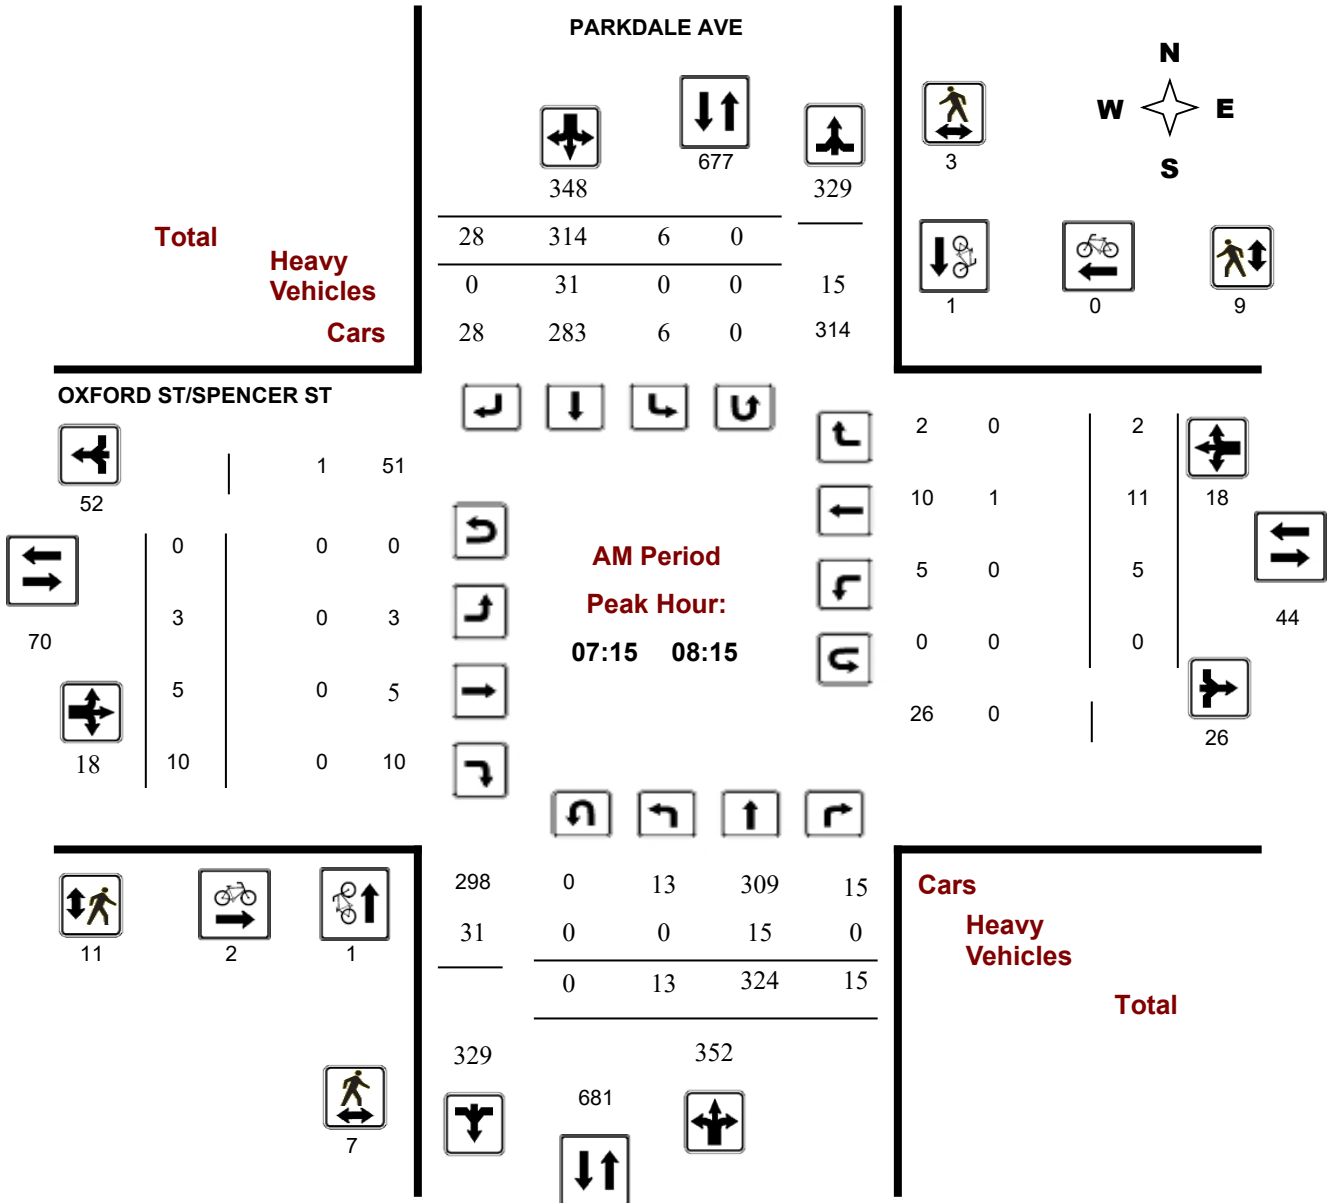 PARKDALE AVE
N
W E
S
677
3
348 329
Total 28 314 6 0
Heavy
Vehicles 0 31 0 0 15
1 0 9
Cars 28 283 6 0 314
OXFORD ST/SPENCER ST
2 0 2
1 51
52
10 1 11 18
0 0 0
AM Period
5 0 5
Peak Hour:
3 0 3
44
70
07:15 08:15
0 0 0
5 0 5
26 0
26
18 10 0 10
298 0 13 309 15 Cars
31 0 0 15 0 Heavy
Vehicles
11 2 1
0 13 324 15
Total
329 352
681
7